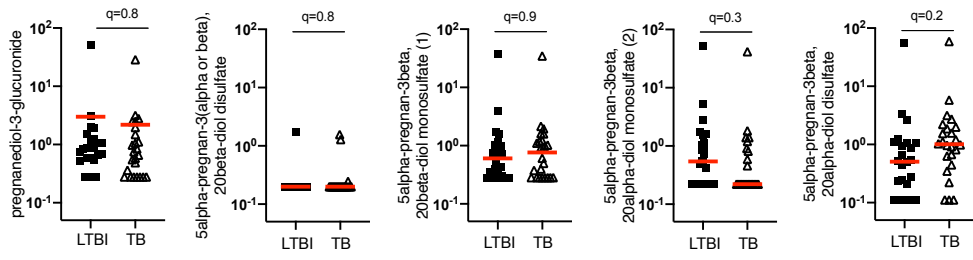 q=0.8
pregnanediol-3-glucuronide
10²
10¹
10⁰
10⁻¹
LTBI TB
q=0.8
5alpha-pregnan-3(alpha or beta),
20beta-diol disulfate
10²
10¹
10⁰
10⁻¹
LTBI TB
q=0.9
5alpha-pregnan-3beta,
20beta-diol monosulfate (1)
10²
10¹
10⁰
10⁻¹
LTBI TB
q=0.3
5alpha-pregnan-3beta,
20alpha-diol monosulfate (2)
10²
10¹
10⁰
10⁻¹
LTBI TB
q=0.2
5alpha-pregnan-3beta,
20alpha-diol disulfate
10²
10¹
10⁰
10⁻¹
LTBI TB